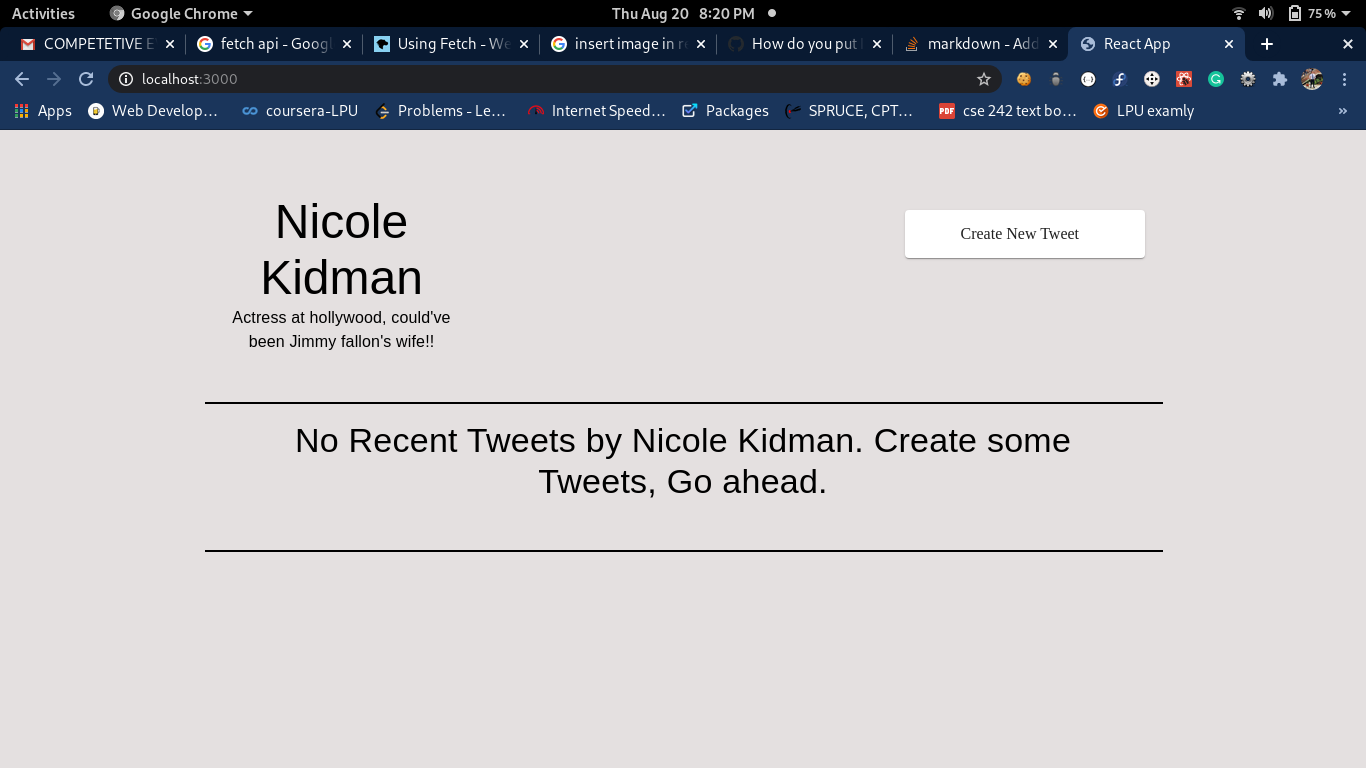 Activities Google Chrome Thu Aug 20 8:20 PM 75%
COMPETETIVE fetch api - Goog Using Fetch - We insert image in How do you put markdown - Add React App
localhost:3000
Apps Web Develop... coursera-LPU Problems - Le... Internet Speed... Packages SPRUCE, CPT... PDF cse 242 text bo... LPU examly »
Nicole
Kidman
Create New Tweet
Actress at hollywood, could've
been Jimmy fallon's wife!!
No Recent Tweets by Nicole Kidman. Create some
Tweets, Go ahead.